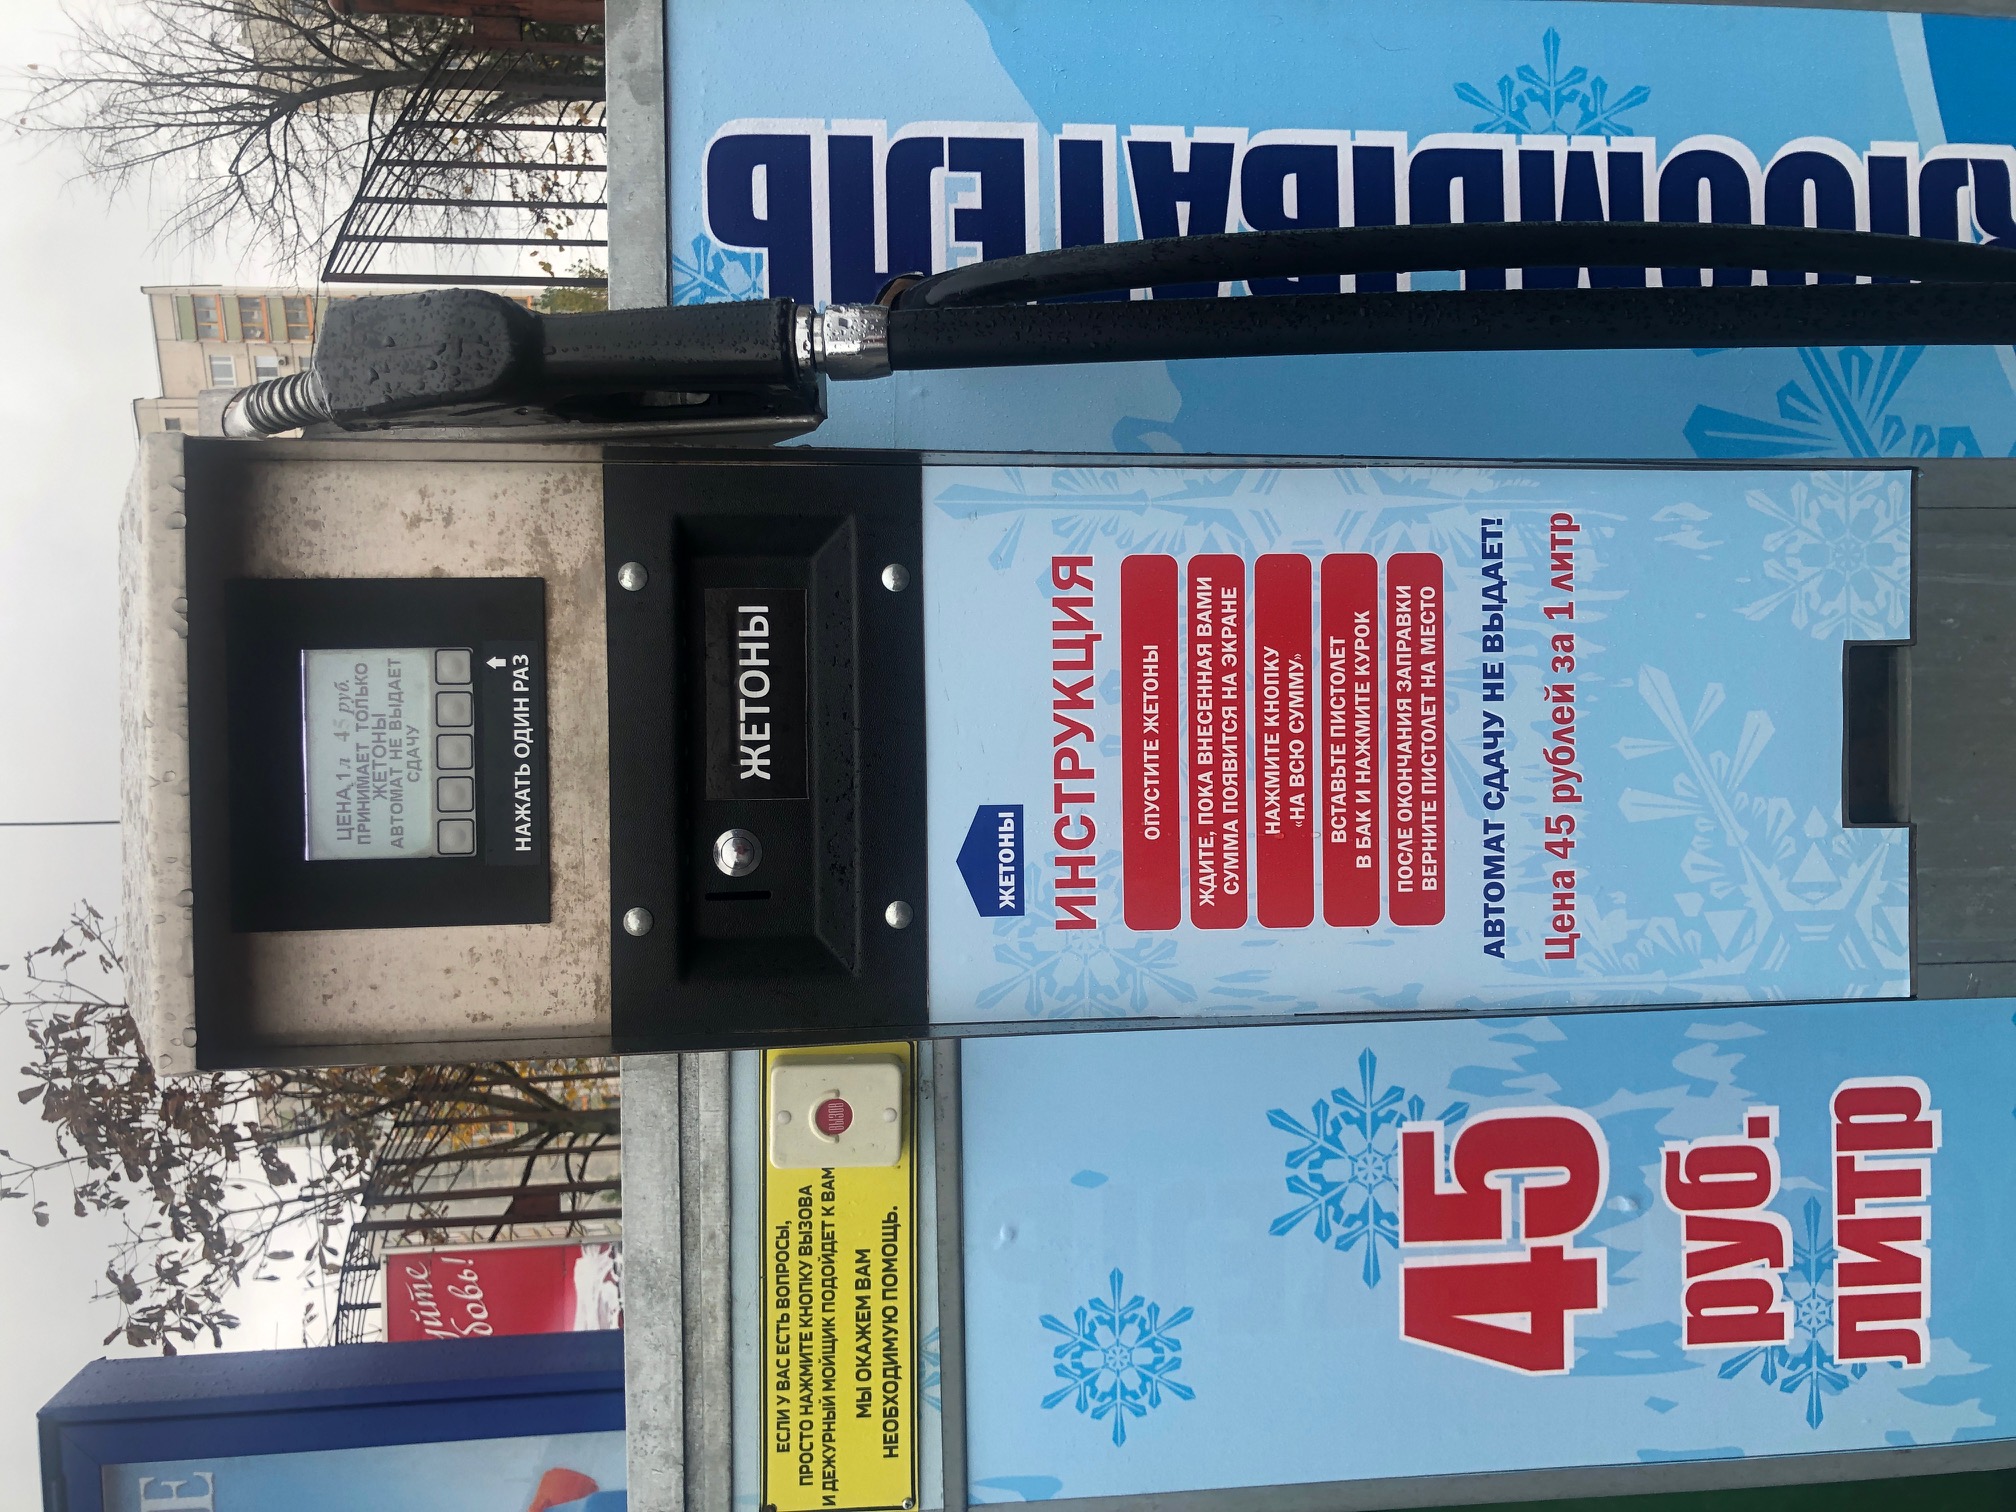 ЦЕНА, 1 л 45 руб.
ПРИНИМАЕТ ТОЛЬКО
ЖЕТОНЫ
АВТОМАТ НЕ ВЫДАЕТ
СДАЧУ
НАЖАТЬ ОДИН РАЗ
ЖЕТОНЫ
ЖЕТОНЫ
ИНСТРУКЦИЯ
ОПУСТИТЕ ЖЕТОНЫ
ЖДИТЕ, ПОКА ВНЕСЕННАЯ ВАМИ
СУММА ПОЯВИТСЯ НА ЭКРАНЕ
НАЖМИТЕ КНОПКУ
«НА ВСЮ СУММУ»
ВСТАВЬТЕ ПИСТОЛЕТ
В БАК И НАЖМИТЕ КУРОК
ПОСЛЕ ОКОНЧАНИЯ ЗАПРАВКИ
ВЕРНИТЕ ПИСТОЛЕТ НА МЕСТО
АВТОМАТ СДАЧУ НЕ ВЫДАЕТ!
Цена 45 рублей за 1 литр
ЕСЛИ У ВАС ЕСТЬ ВОПРОСЫ,
ПРОСТО НАЖМИТЕ КНОПКУ ВЫЗОВА
И ДЕЖУРНЫЙ МОЙЩИК ПОДОЙДЕТ К ВАМ
МЫ ОКАЖЕМ ВАМ
НЕОБХОДИМУЮ ПОМОЩЬ.
ВЫЗОВ
45
руб.
литр
ОМЫВАТЕЛЬ
уйте
бовь!